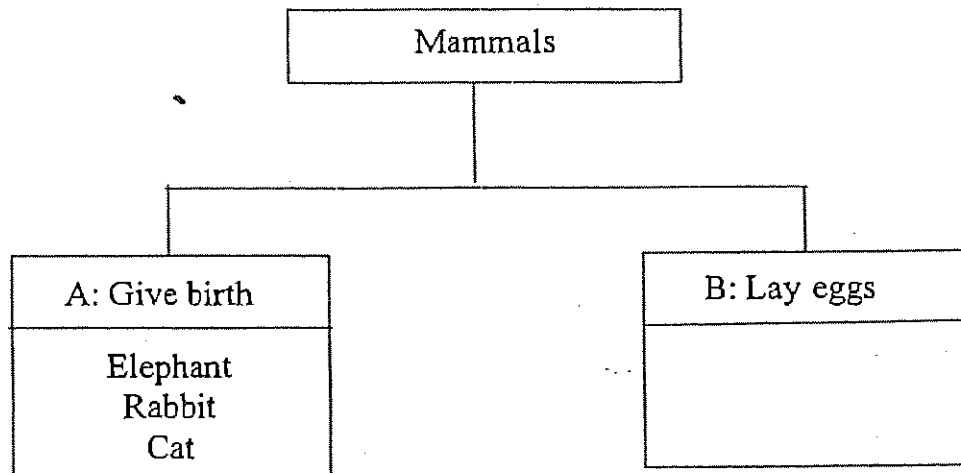 Mammals
A: Give birth
Elephant
Rabbit
Cat
B: Lay eggs